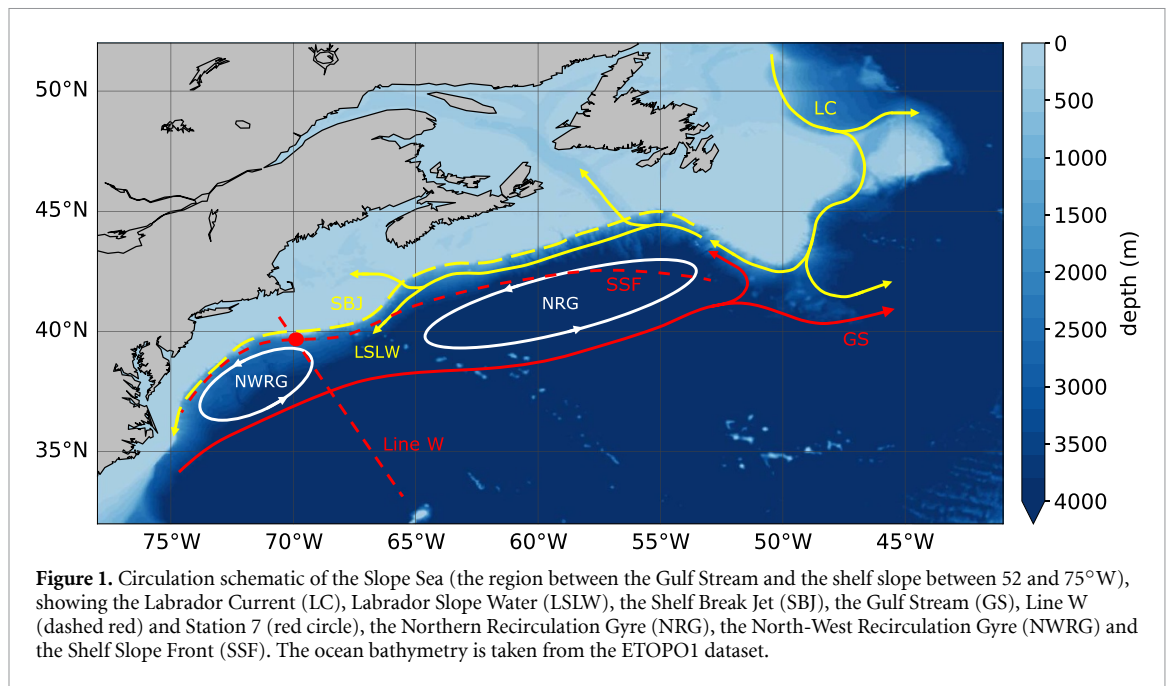 50°N
45°N
40°N
35°N
75°W 70°W 65°W 60°W 55°W 50°W 45°W
LC
SBJ
LSLW
NRG
SSF
GS
NWRG
Line W
0
500
1000
1500
2000
2500
3000
3500
4000
depth (m)
Figure 1. Circulation schematic of the Slope Sea (the region between the Gulf Stream and the shelf slope between 52 and 75°W),
showing the Labrador Current (LC), Labrador Slope Water (LSLW), the Shelf Break Jet (SBJ), the Gulf Stream (GS), Line W
(dashed red) and Station 7 (red circle), the Northern Recirculation Gyre (NRG), the North-West Recirculation Gyre (NWRG) and
the Shelf Slope Front (SSF). The ocean bathymetry is taken from the ETOPO1 dataset.